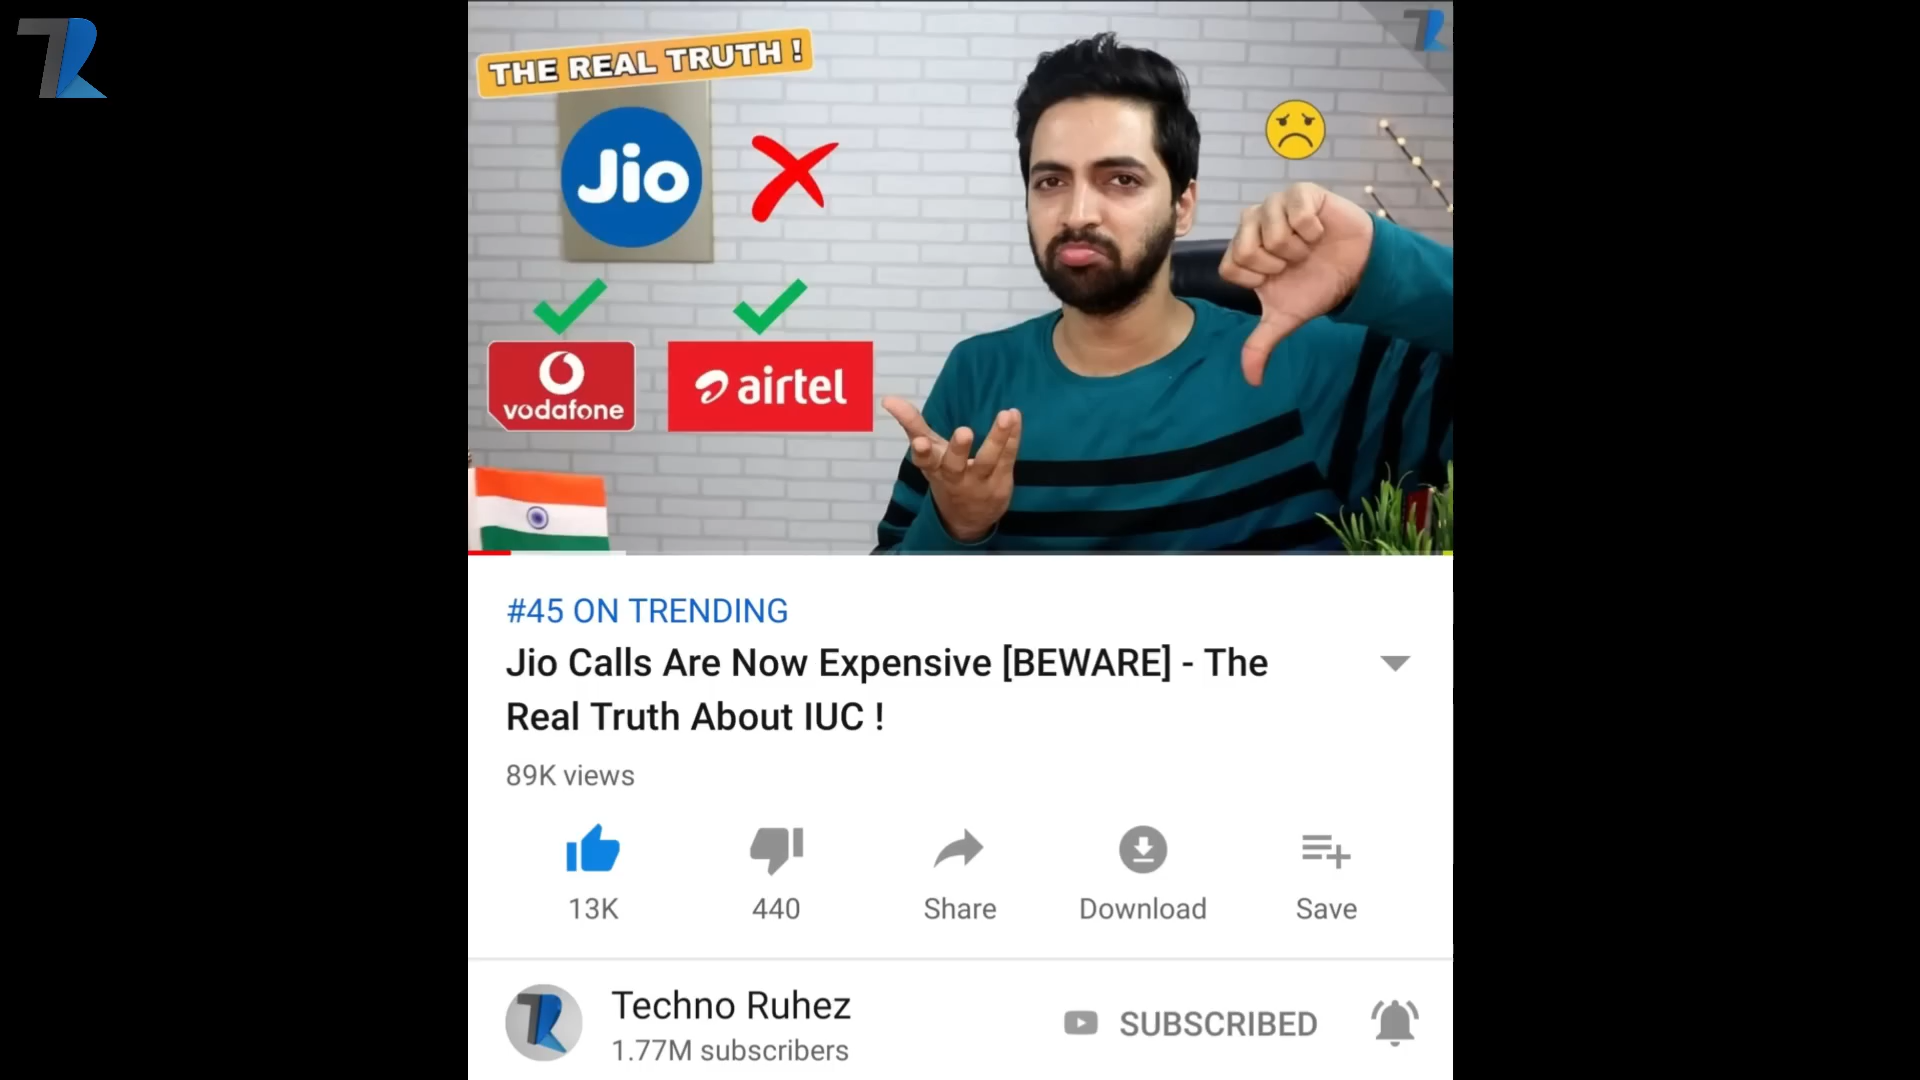 THE REAL TRUTH !
Jio
vodafone
airtel
#45 ON TRENDING
Jio Calls Are Now Expensive [BEWARE] - The
Real Truth About IUC !
89K views
13K
440
Share
Download
Save
Techno Ruhez
1.77M subscribers
SUBSCRIBED